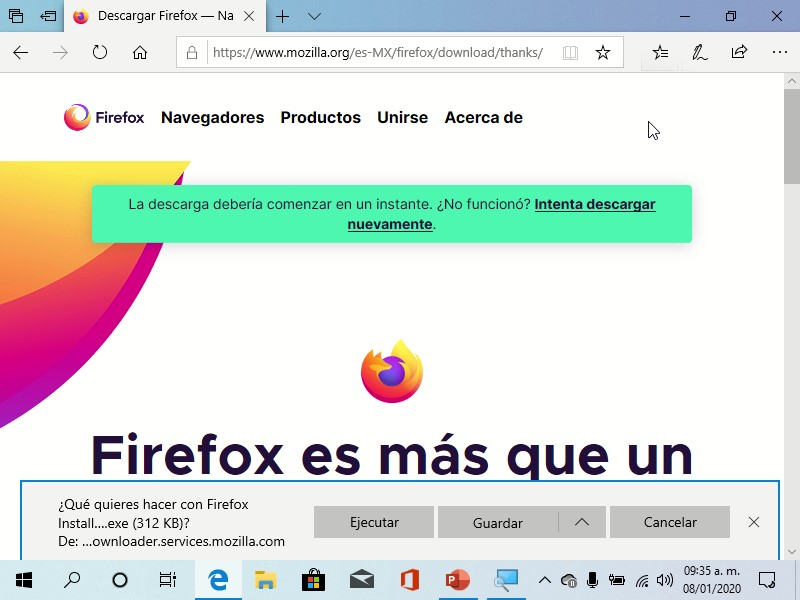 Descargar Firefox — Na
https://www.mozilla.org/es-MX/firefox/download/thanks/
Firefox Navegadores Productos Unirse Acerca de
La descarga debería comenzar en un instante. ¿No funcionó? Intenta descargar
nuevamente.
Firefox es más que un
¿Qué quieres hacer con Firefox
Install....exe (312 KB)?
De: ...ownloader.services.mozilla.com
Ejecutar
Guardar
Cancelar
09:35 a. m.
08/01/2020